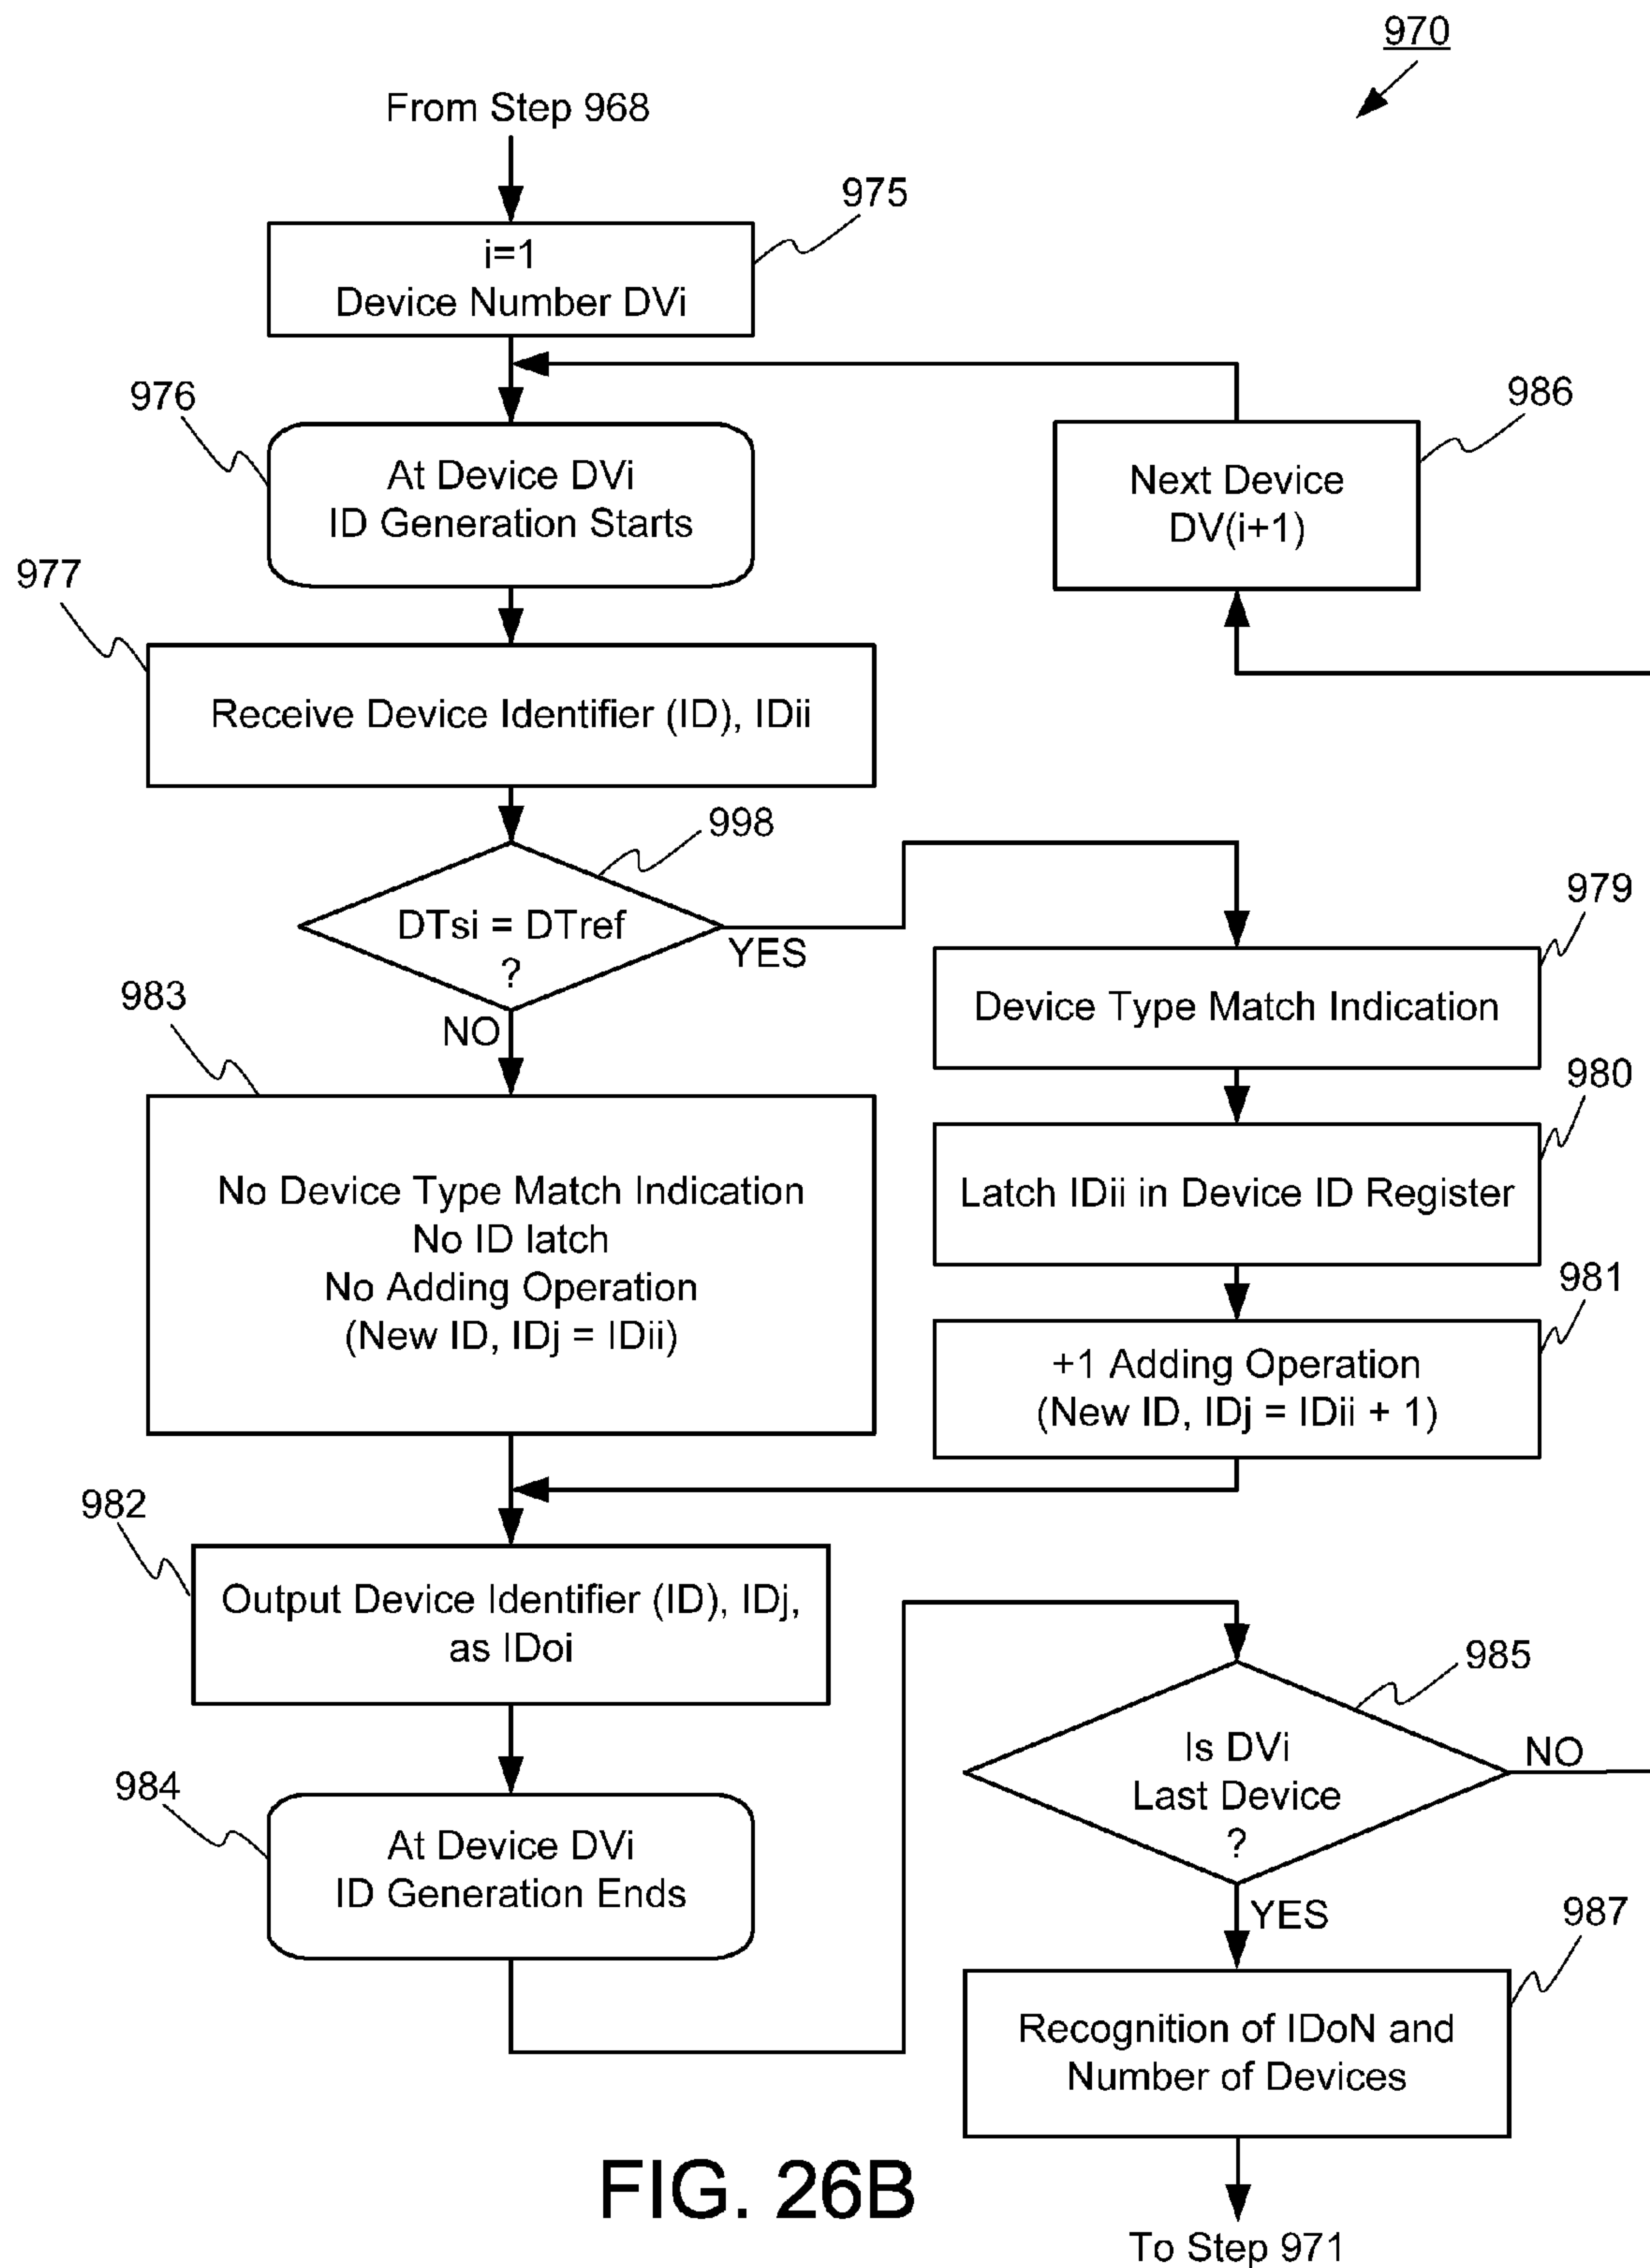 970
From Step 968
975
i=1
Device Number DVi
976
At Device DVi
ID Generation Starts
986
Next Device
DV(i+1)
977
Receive Device Identifier (ID), IDii
998
DTsi = DTref
?
YES
NO
979
Device Type Match Indication
980
Latch IDii in Device ID Register
981
+1 Adding Operation
(New ID, IDj = IDii + 1)
983
No Device Type Match Indication
No ID latch
No Adding Operation
(New ID, IDj = IDii)
982
Output Device Identifier (ID), IDj,
as IDoi
984
At Device DVi
ID Generation Ends
985
Is DVi
Last Device
?
NO
YES
987
Recognition of IDoN and
Number of Devices
To Step 971
FIG. 26B